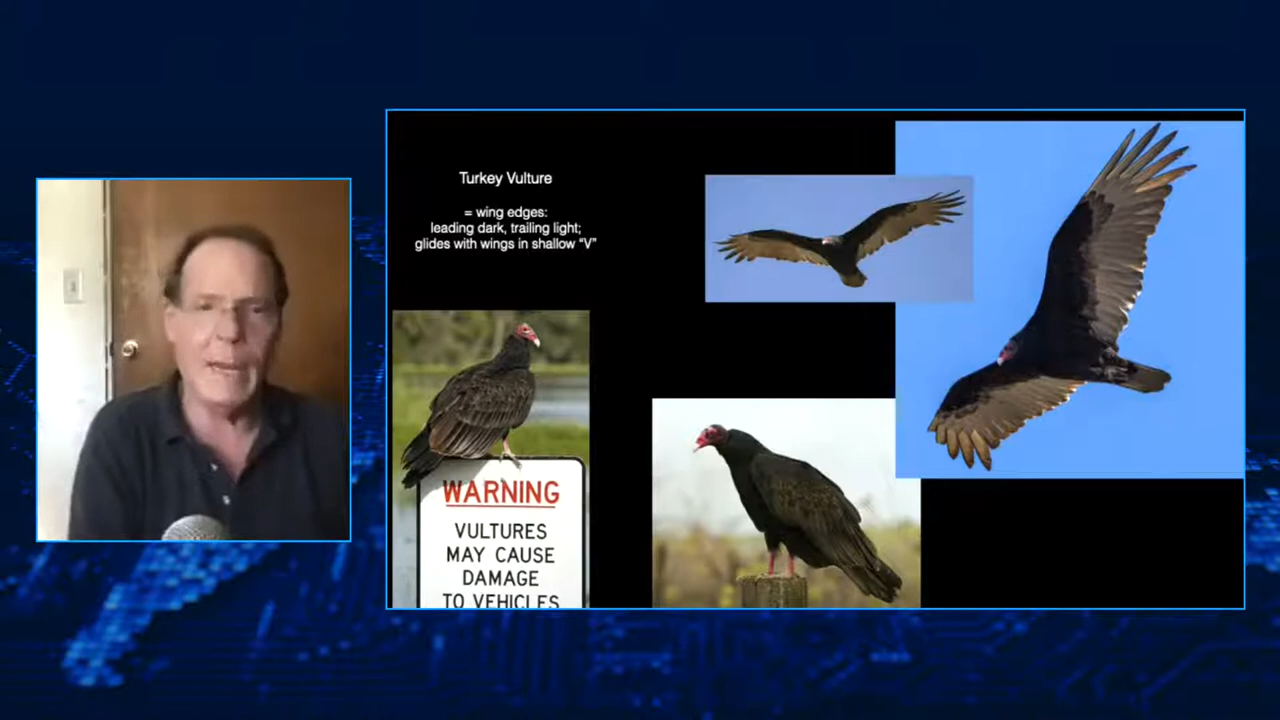 Turkey Vulture
= wing edges:
leading dark, trailing light;
glides with wings in shallow “V”
WARNING
VULTURES
MAY CAUSE
DAMAGE
TO VEHICLES